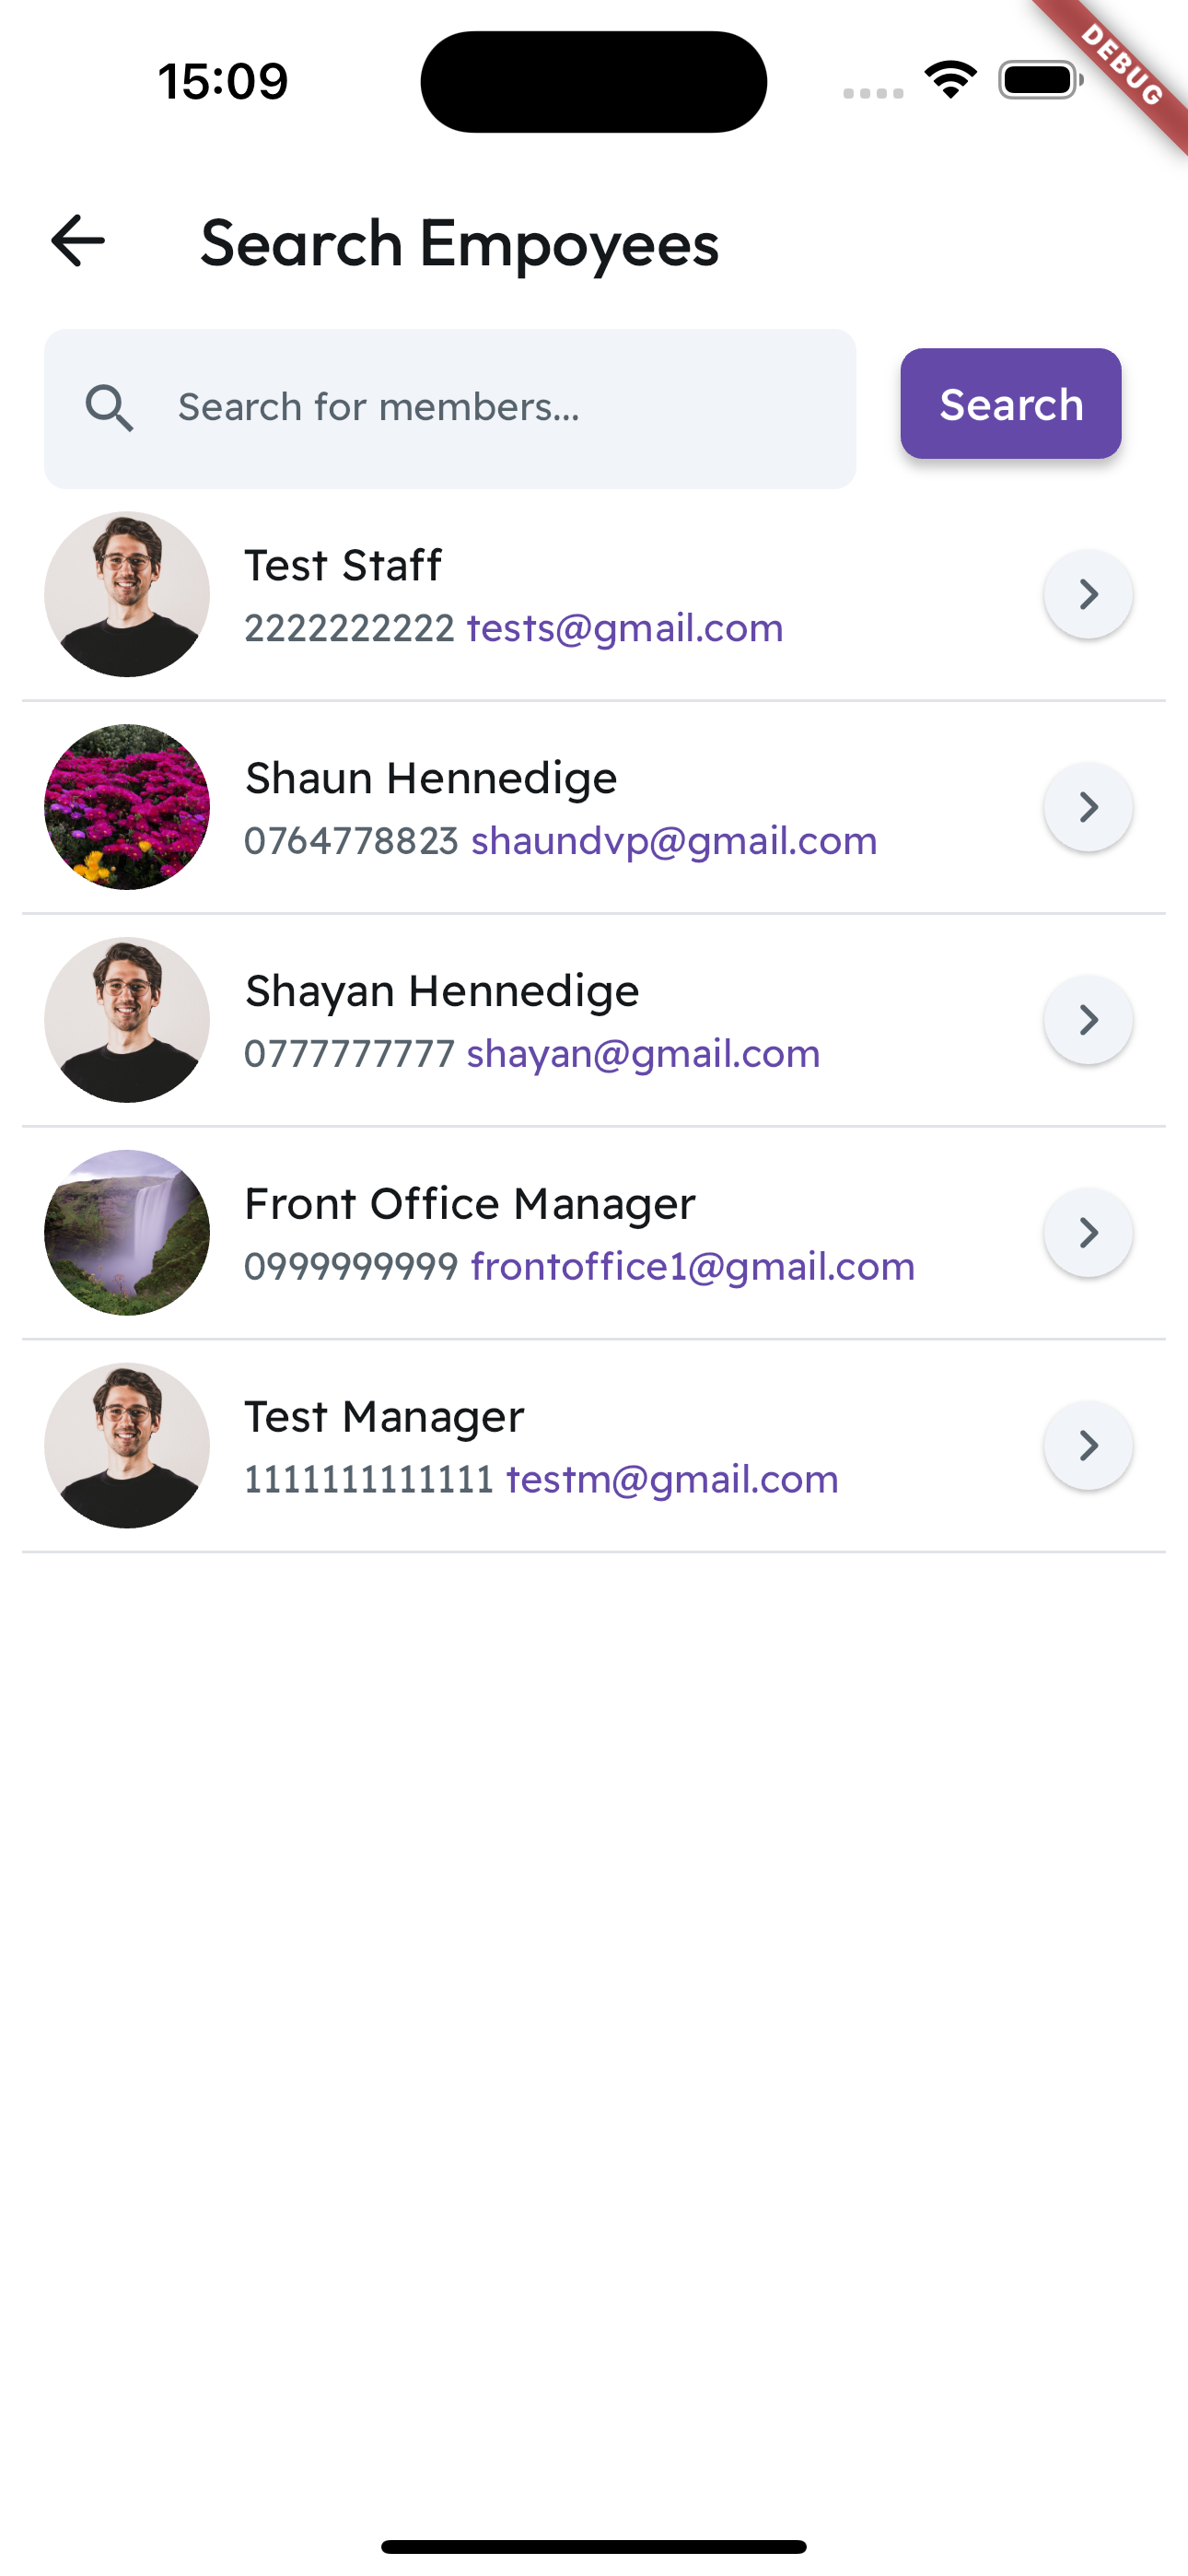 15:09
DEBUG
Search Empoyees
Search for members...
Search
Test Staff
2222222222 tests@gmail.com
Shaun Hennedige
0764778823 shaundvp@gmail.com
Shayan Hennedige
0777777777 shayan@gmail.com
Front Office Manager
0999999999 frontoffice1@gmail.com
Test Manager
1111111111111 testm@gmail.com